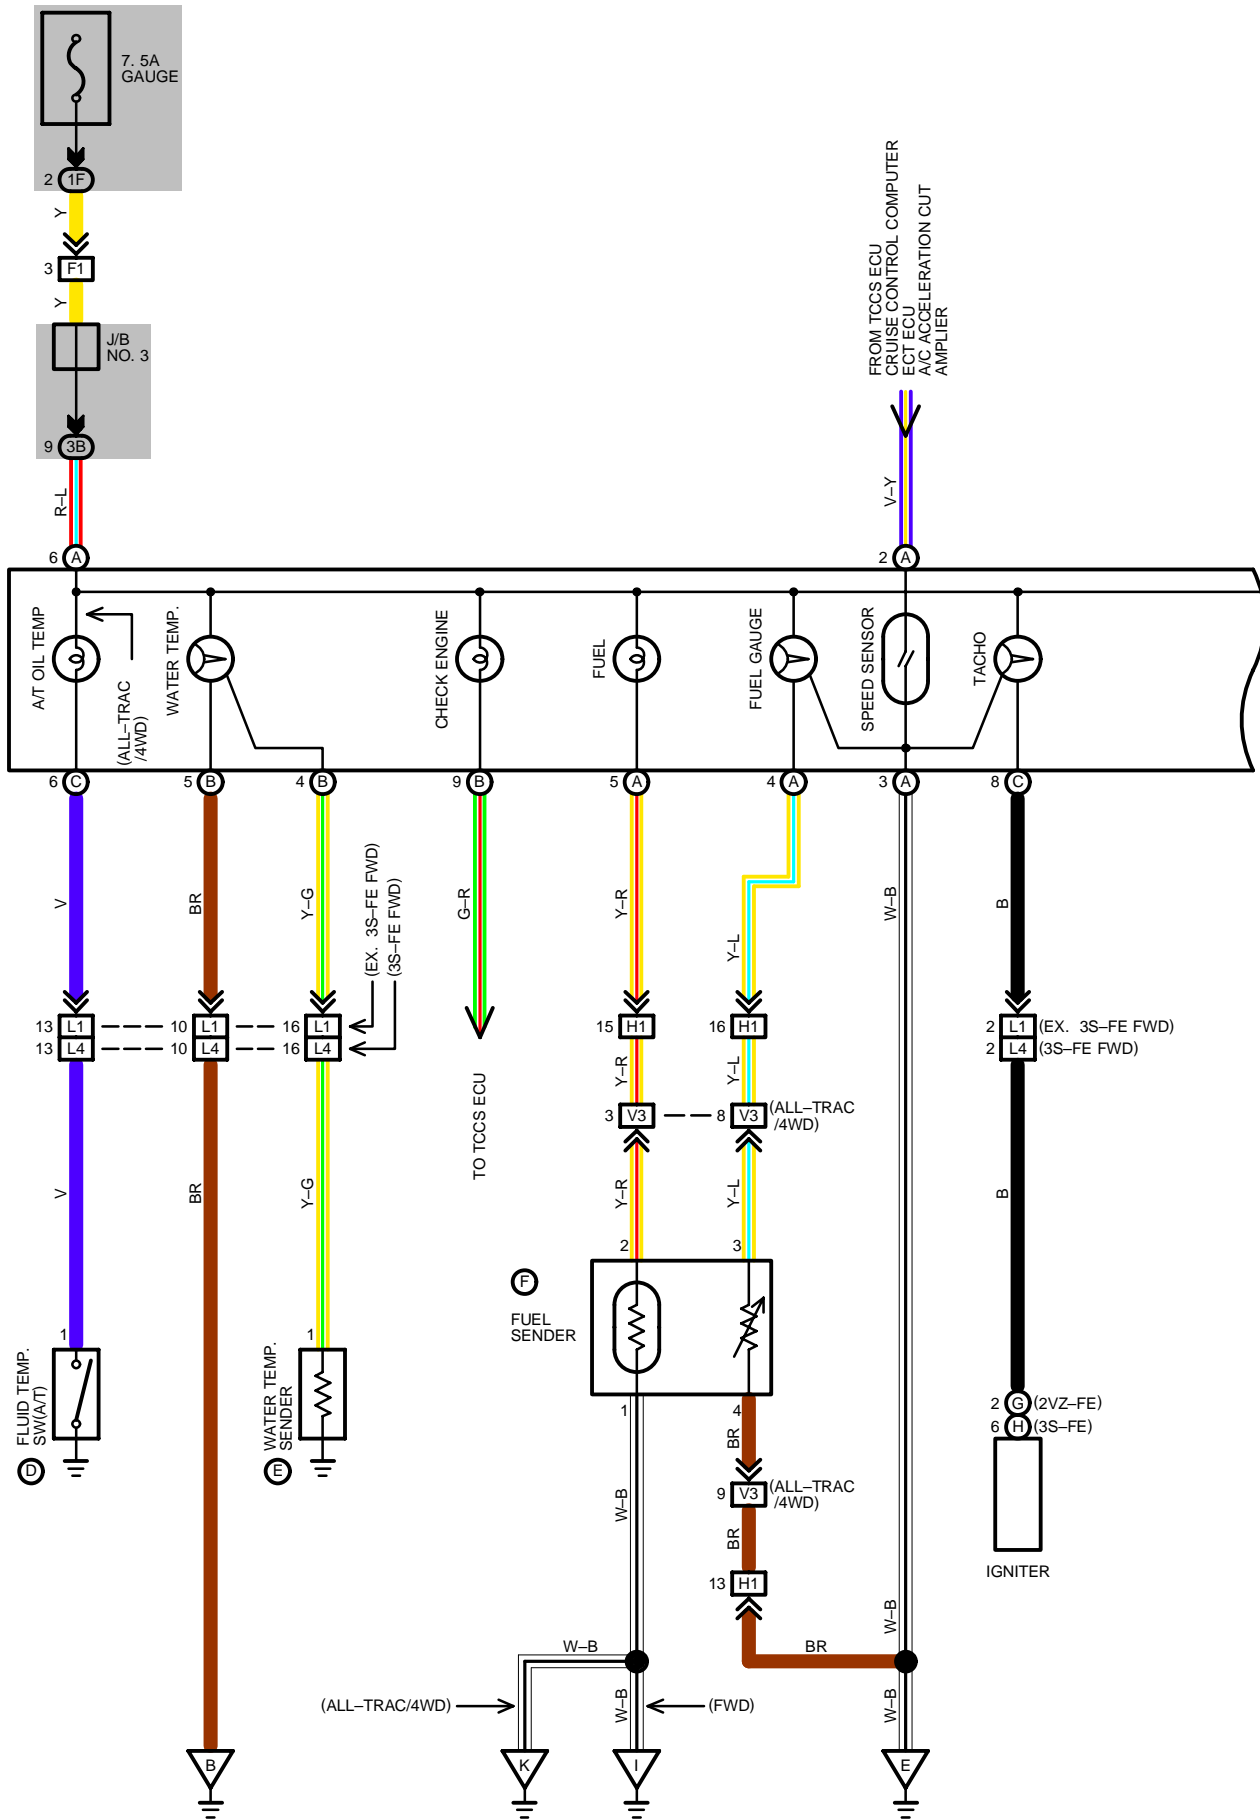 7. 5A
GAUGE
2 1F
Y
3 F1
Y
J/B
NO. 3
9 3B
R–L
FROM TCCS ECU
CRUISE CONTROL COMPUTER
ECT ECU
A/C ACCELERATION CUT
AMPLIER
V–Y
6 A
2 A
A/T OIL TEMP
(ALL–TRAC
/4WD)
WATER TEMP.
CHECK ENGINE
FUEL
FUEL GAUGE
SPEED SENSOR
TACHO
6 C
5 B
4 B
9 B
5 A
4 A
3 A
8 C
V
BR
Y–G
(EX. 3S–FE FWD)
(3S–FE FWD)
G–R
Y–R
Y–L
W–B
B
13 L1
10 L1
16 L1
15 H1
16 H1
2 L1 (EX. 3S–FE FWD)
13 L4
10 L4
16 L4
2 L4 (3S–FE FWD)
TO TCCS ECU
Y–R
Y–L
3 V3
8 V3 (ALL–TRAC
/4WD)
V
BR
Y–G
Y–R
Y–L
B
2
3
F
FUEL
SENDER
1
1
FLUID TEMP.
SW(A/T)
D
WATER TEMP.
SENDER
E
1
4
2 G (2VZ–FE)
6 H (3S–FE)
IGNITER
BR
W–B
9 V3 (ALL–TRAC
/4WD)
BR
13 H1
W–B
W–B
BR
(ALL–TRAC/4WD)
W–B
(FWD)
W–B
B
K
I
E